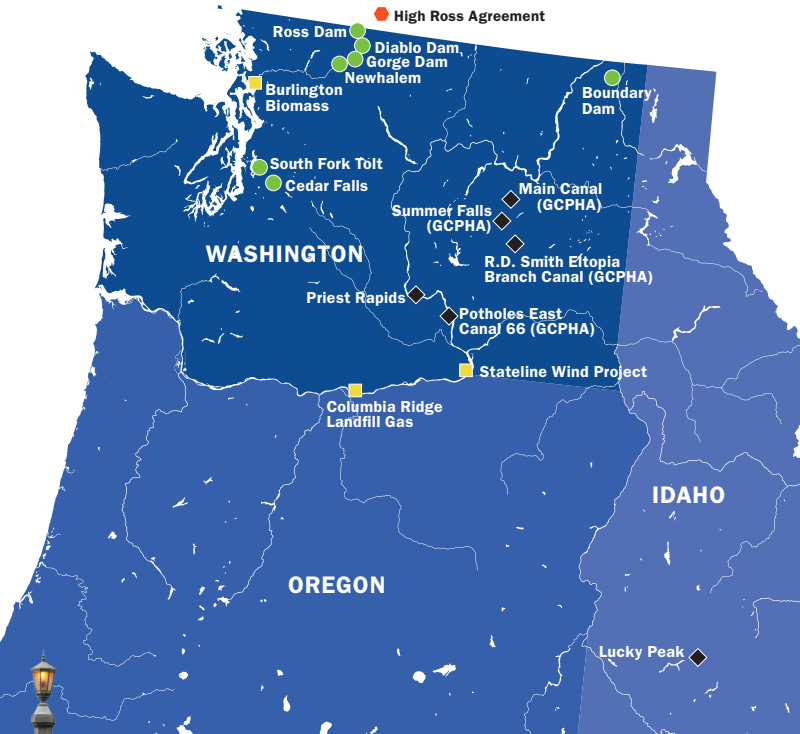 High Ross Agreement
Ross Dam
Diablo Dam
Gorge Dam
Newhalem
Burlington
Biomass
Boundary
Dam
South Fork Tolt
Cedar Falls
Main Canal
(GCPHA)
Summer Falls
(GCPHA)
WASHINGTON
R.D. Smith Eltopia
Branch Canal (GCPHA)
Priest Rapids
Potholes East
Canal 66 (GCPHA)
Stateline Wind Project
Columbia Ridge
Landfill Gas
IDAHO
OREGON
Lucky Peak